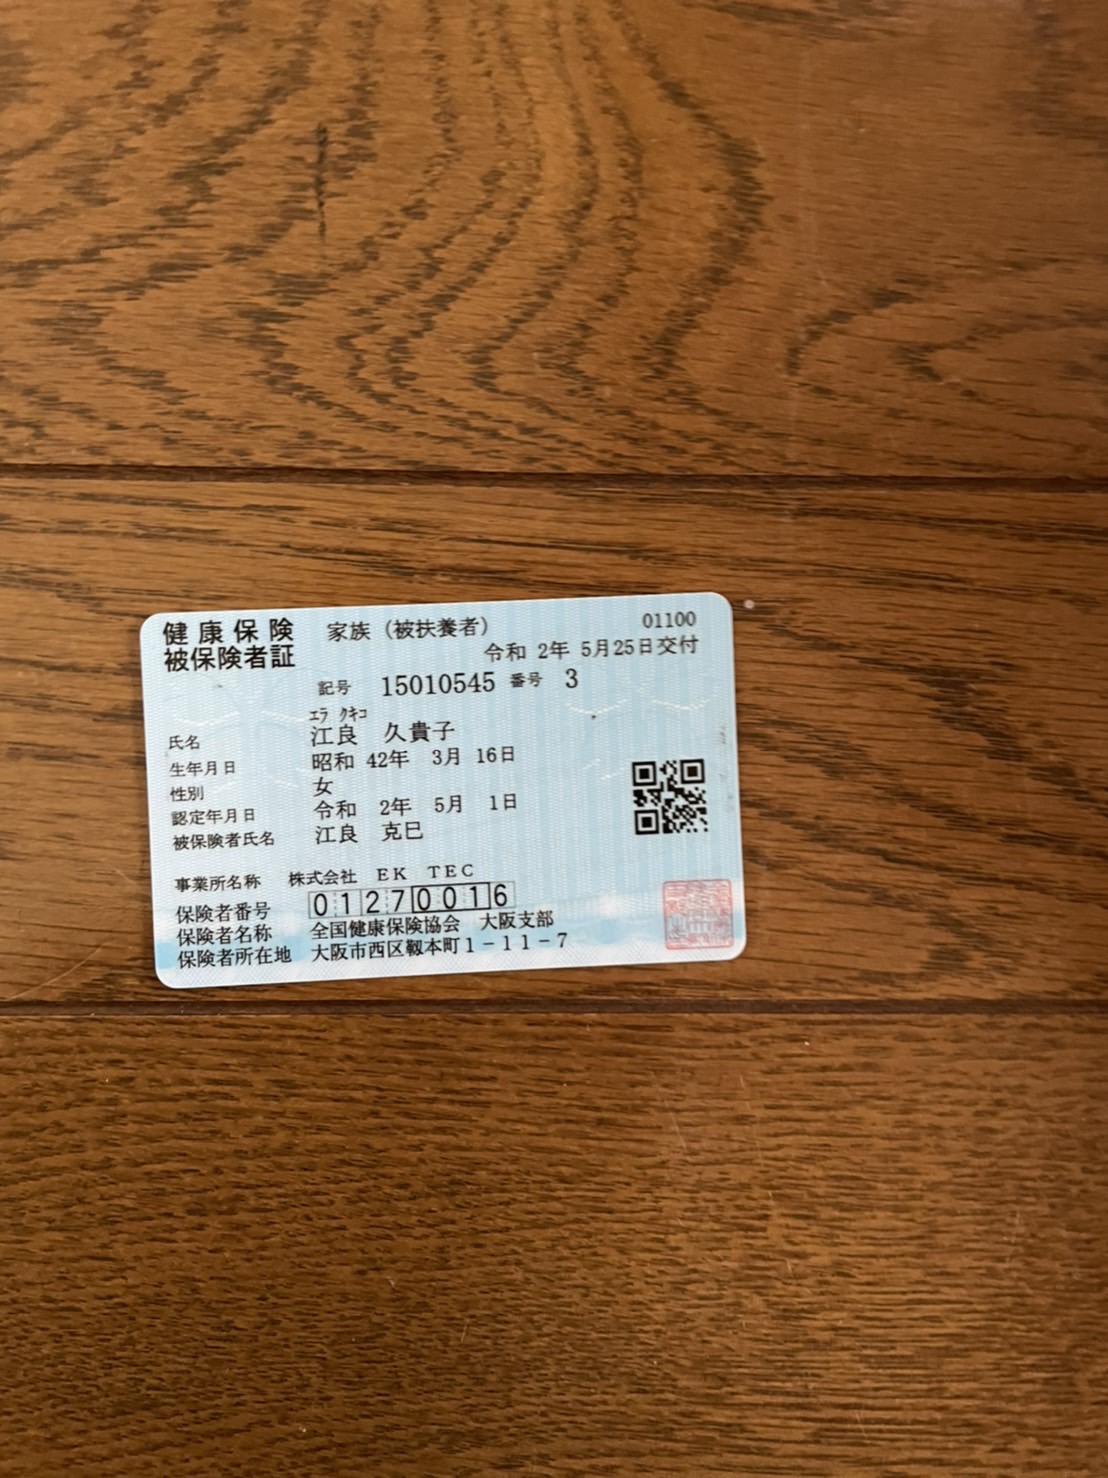 健康保険 家族（被扶養者） 01100
被保険者証 令和 2年 5月25日交付
記号 15010545 番号 3
ｴﾗ ｸｷｺ
氏名 江良 久貴子
生年月日 昭和 42年 3月 16日
性別 女
認定年月日 令和 2年 5月 1日
被保険者氏名 江良 克巳
事業所名称 株式会社 EK TEC
保険者番号 01270016
保険者名称 全国健康保険協会 大阪支部
保険者所在地 大阪市西区靱本町1－11－7